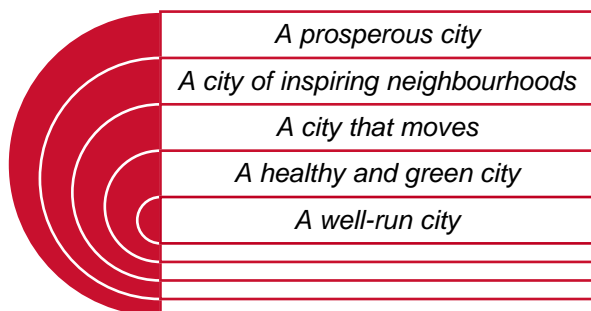 A prosperous city
A city of inspiring neighbourhoods
A city that moves
A healthy and green city
A well-run city